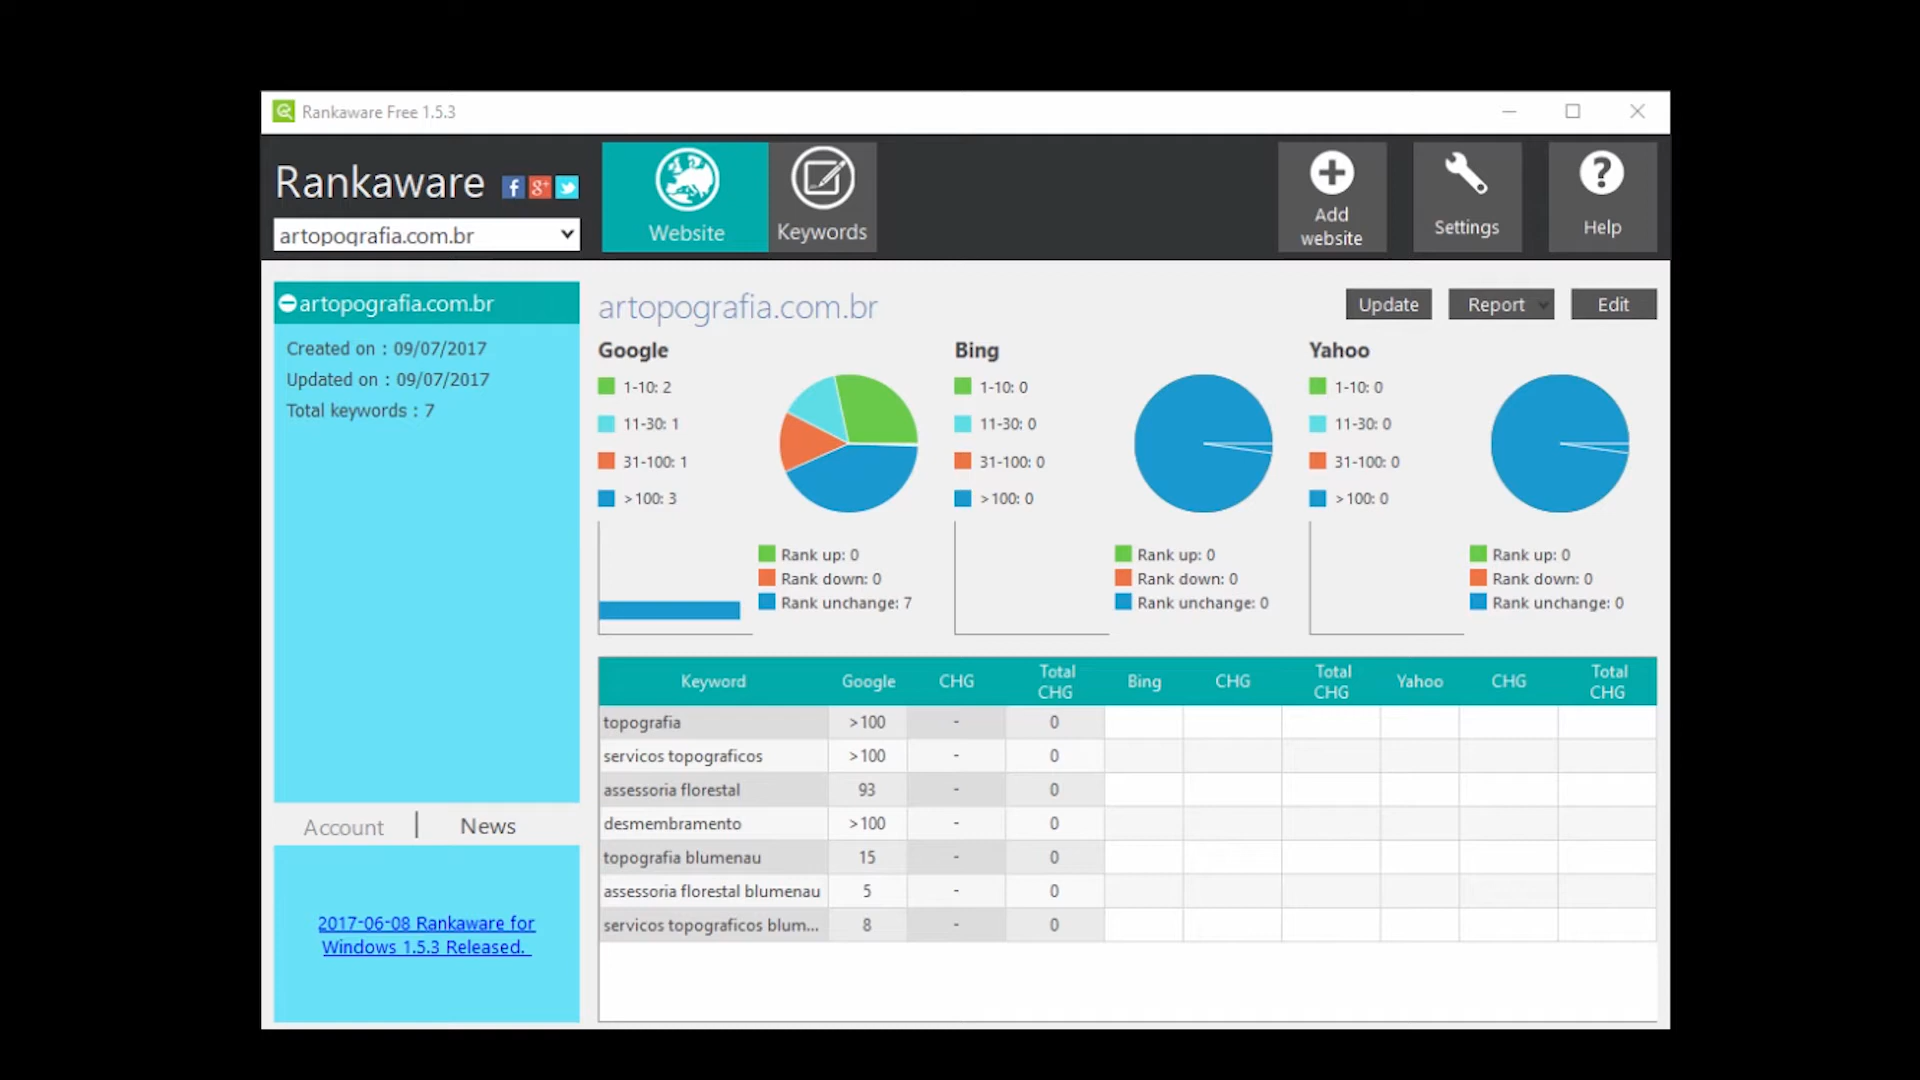 Rankaware Free 1.5.3
Rankaware
artopografia.com.br
Website
Keywords
Add
website
Settings
Help
artopografia.com.br
Created on : 09/07/2017
Updated on : 09/07/2017
Total keywords : 7
Account | News
2017-06-08 Rankaware for
Windows 1.5.3 Released.
artopografia.com.br
Update
Report
Edit
Google
1-10: 2
11-30: 1
31-100: 1
>100: 3
Rank up: 0
Rank down: 0
Rank unchange: 7
Bing
1-10: 0
11-30: 0
31-100: 0
>100: 0
Rank up: 0
Rank down: 0
Rank unchange: 0
Yahoo
1-10: 0
11-30: 0
31-100: 0
>100: 0
Rank up: 0
Rank down: 0
Rank unchange: 0
Keyword Google CHG Total CHG Bing CHG Total CHG Yahoo CHG Total CHG
topografia >100 - 0
servicos topograficos >100 - 0
assessoria florestal 93 - 0
desmembramento >100 - 0
topografia blumenau 15 - 0
assessoria florestal blumenau 5 - 0
servicos topograficos blum... 8 - 0